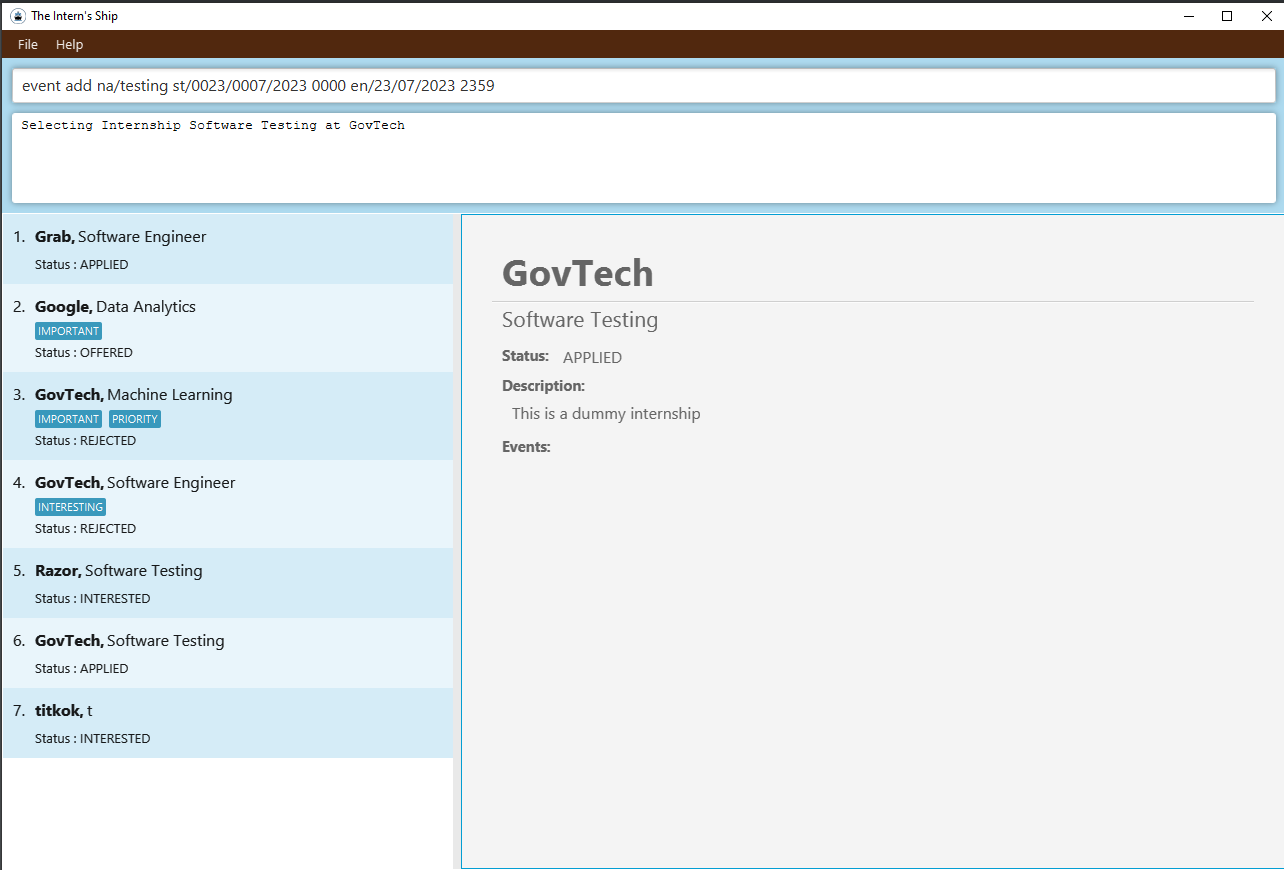 The Intern's Ship
File Help
event add na/testing st/0023/0007/2023 0000 en/23/07/2023 2359
Selecting Internship Software Testing at GovTech
1. Grab, Software Engineer
Status : APPLIED
2. Google, Data Analytics
IMPORTANT
Status : OFFERED
3. GovTech, Machine Learning
IMPORTANT PRIORITY
Status : REJECTED
4. GovTech, Software Engineer
INTERESTING
Status : REJECTED
5. Razor, Software Testing
Status : INTERESTED
6. GovTech, Software Testing
Status : APPLIED
7. titkok, t
Status : INTERESTED
GovTech
Software Testing
Status: APPLIED
Description:
This is a dummy internship
Events: